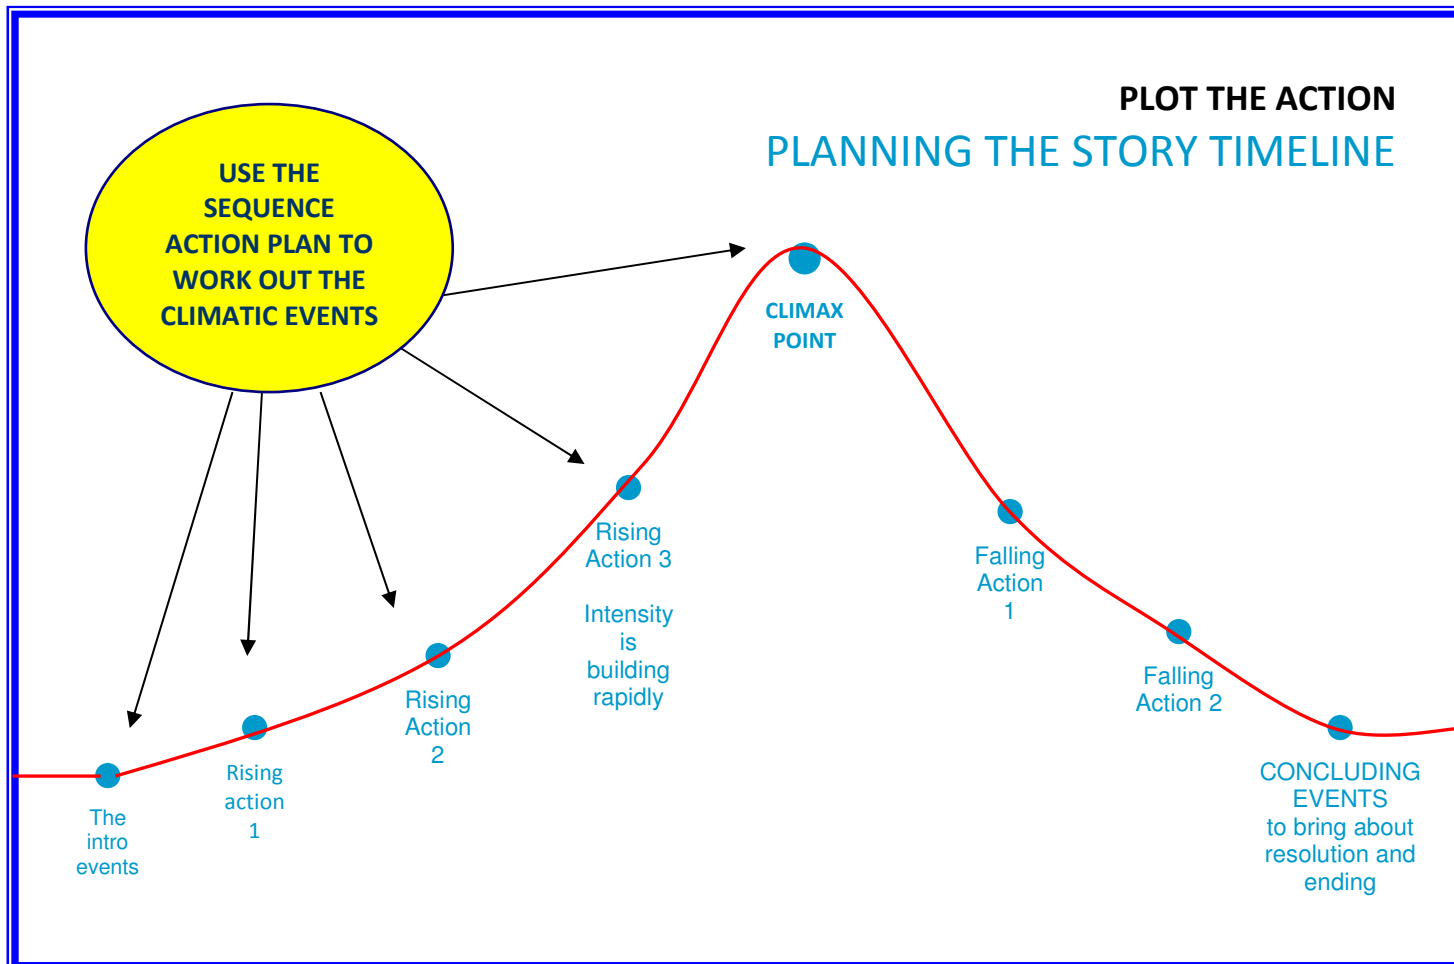 PLOT THE ACTION
PLANNING THE STORY TIMELINE
USE THE
SEQUENCE
ACTION PLAN TO
WORK OUT THE
CLIMATIC EVENTS
CLIMAX
POINT
Rising
Action 3
Intensity
is
building
rapidly
Falling
Action
1
Rising
Action
2
Falling
Action 2
Rising
action
1
The
intro
events
CONCLUDING
EVENTS
to bring about
resolution and
ending